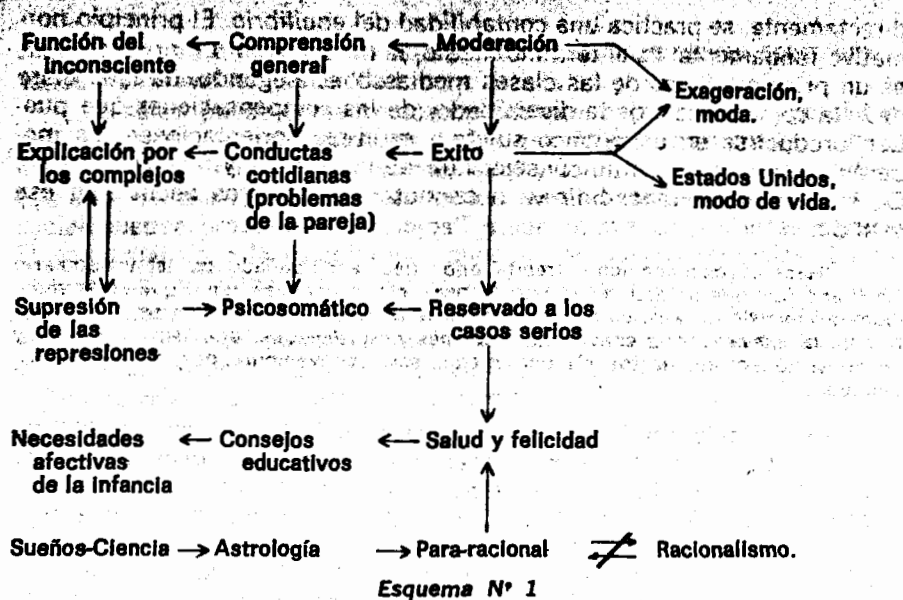 Función del ← Comprensión ← Moderación
inconsciente general
Exageración,
moda.
Explicación por ← Conductas ← Exito
los complejos cotidianas
(problemas
de la pareja)
Estados Unidos,
modo de vida.
Supresión → Psicosomático ← Reservado a los
de las casos serios
represiones
Necesidades ← Consejos ← Salud y felicidad
afectivas educativos
de la infancia
Sueños-Ciencia → Astrología → Para-racional Racionalismo.
Esquema Nº 1